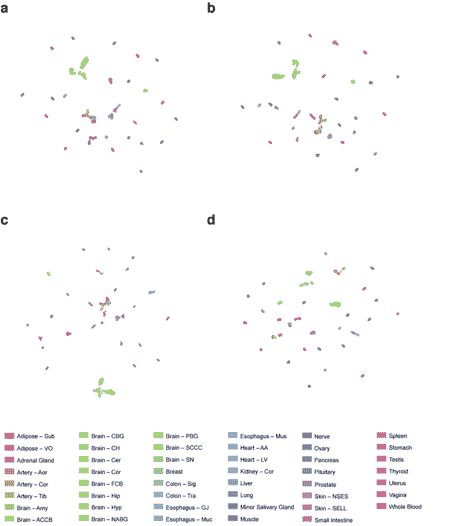 a
b
c
d
Adipose – Sub
Adipose – VO
Adrenal Gland
Artery – Aor
Artery – Cor
Artery – Tib
Brain – Amy
Brain – ACCB
Brain – CBG
Brain – CH
Brain – Cer
Brain – Cor
Brain – FCB
Brain – Hip
Brain – Hyp
Brain – NABG
Brain – PBG
Brain – SCCC
Brain – SN
Breast
Colon – Sig
Colon – Tra
Esophagus – GJ
Esophagus – Muc
Esophagus – Mus
Heart – AA
Heart – LV
Kidney – Cor
Liver
Lung
Minor Salivary Gland
Muscle
Nerve
Ovary
Pancreas
Pituitary
Prostate
Skin – NSES
Skin – SELL
Small Intestine
Spleen
Stomach
Testis
Thyroid
Uterus
Vagina
Whole Blood